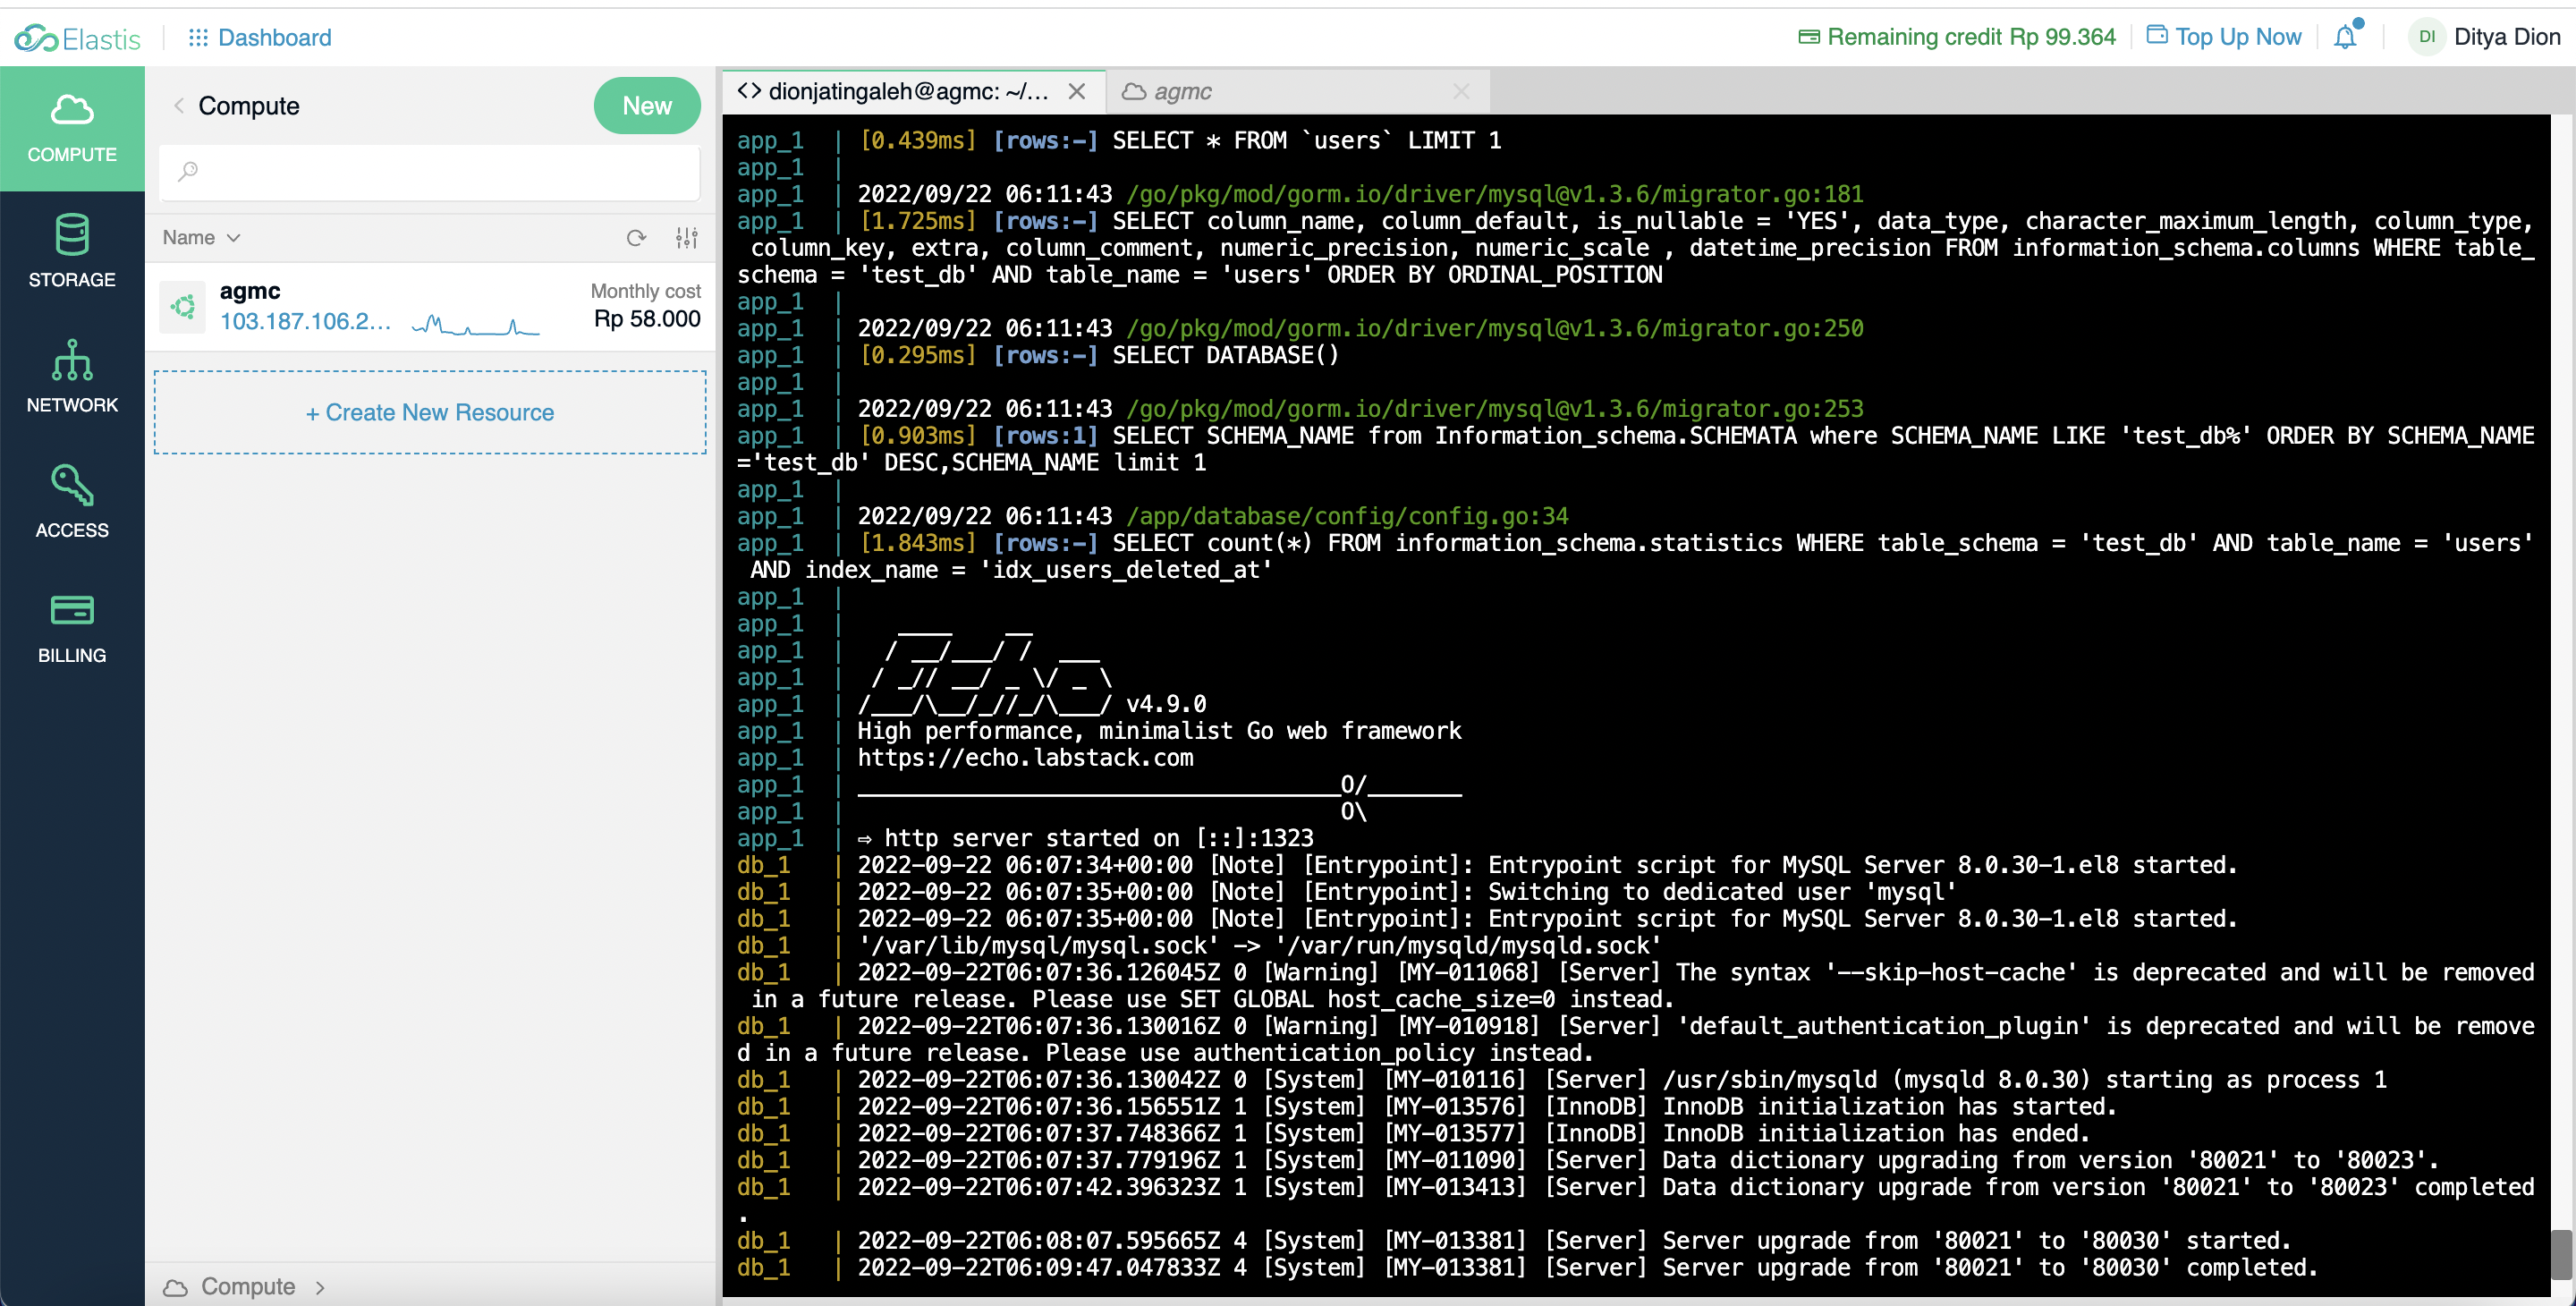 Elastis
Dashboard
Remaining credit Rp 99.364
Top Up Now
DI
Ditya Dion
COMPUTE
STORAGE
NETWORK
ACCESS
BILLING
Compute
New
Name
agmc
103.187.106.2...
Monthly cost
Rp 58.000
+ Create New Resource
Compute
<> dionjatingaleh@agmc: ~/...
agmc
app_1  | [0.439ms] [rows:-] SELECT * FROM `users` LIMIT 1
app_1  |
app_1  | 2022/09/22 06:11:43 /go/pkg/mod/gorm.io/driver/mysql@v1.3.6/migrator.go:181
app_1  | [1.725ms] [rows:-] SELECT column_name, column_default, is_nullable = 'YES', data_type, character_maximum_length, column_type,
 column_key, extra, column_comment, numeric_precision, numeric_scale , datetime_precision FROM information_schema.columns WHERE table_
schema = 'test_db' AND table_name = 'users' ORDER BY ORDINAL_POSITION
app_1  |
app_1  | 2022/09/22 06:11:43 /go/pkg/mod/gorm.io/driver/mysql@v1.3.6/migrator.go:250
app_1  | [0.295ms] [rows:-] SELECT DATABASE()
app_1  |
app_1  | 2022/09/22 06:11:43 /go/pkg/mod/gorm.io/driver/mysql@v1.3.6/migrator.go:253
app_1  | [0.903ms] [rows:1] SELECT SCHEMA_NAME from Information_schema.SCHEMATA where SCHEMA_NAME LIKE 'test_db%' ORDER BY SCHEMA_NAME
='test_db' DESC,SCHEMA_NAME limit 1
app_1  |
app_1  | 2022/09/22 06:11:43 /app/database/config/config.go:34
app_1  | [1.843ms] [rows:-] SELECT count(*) FROM information_schema.statistics WHERE table_schema = 'test_db' AND table_name = 'users'
 AND index_name = 'idx_users_deleted_at'
app_1  |
app_1  |    ____    __
app_1  |   / __/___/ /  ___
app_1  |  / _// __/ _ \/ _ \
app_1  | /___/\__/_//_/\___/ v4.9.0
app_1  | High performance, minimalist Go web framework
app_1  | https://echo.labstack.com
app_1  | ____________________________________O/_______
app_1  |                                     O\
app_1  | ⇨ http server started on [::]:1323
db_1   | 2022-09-22 06:07:34+00:00 [Note] [Entrypoint]: Entrypoint script for MySQL Server 8.0.30-1.el8 started.
db_1   | 2022-09-22 06:07:35+00:00 [Note] [Entrypoint]: Switching to dedicated user 'mysql'
db_1   | 2022-09-22 06:07:35+00:00 [Note] [Entrypoint]: Entrypoint script for MySQL Server 8.0.30-1.el8 started.
db_1   | '/var/lib/mysql/mysql.sock' -> '/var/run/mysqld/mysqld.sock'
db_1   | 2022-09-22T06:07:36.126045Z 0 [Warning] [MY-011068] [Server] The syntax '--skip-host-cache' is deprecated and will be removed
 in a future release. Please use SET GLOBAL host_cache_size=0 instead.
db_1   | 2022-09-22T06:07:36.130016Z 0 [Warning] [MY-010918] [Server] 'default_authentication_plugin' is deprecated and will be remove
d in a future release. Please use authentication_policy instead.
db_1   | 2022-09-22T06:07:36.130042Z 0 [System] [MY-010116] [Server] /usr/sbin/mysqld (mysqld 8.0.30) starting as process 1
db_1   | 2022-09-22T06:07:36.156551Z 1 [System] [MY-013576] [InnoDB] InnoDB initialization has started.
db_1   | 2022-09-22T06:07:37.748366Z 1 [System] [MY-013577] [InnoDB] InnoDB initialization has ended.
db_1   | 2022-09-22T06:07:37.779196Z 1 [System] [MY-011090] [Server] Data dictionary upgrading from version '80021' to '80023'.
db_1   | 2022-09-22T06:07:42.396323Z 1 [System] [MY-013413] [Server] Data dictionary upgrade from version '80021' to '80023' completed
.
db_1   | 2022-09-22T06:08:07.595665Z 4 [System] [MY-013381] [Server] Server upgrade from '80021' to '80030' started.
db_1   | 2022-09-22T06:09:47.047833Z 4 [System] [MY-013381] [Server] Server upgrade from '80021' to '80030' completed.